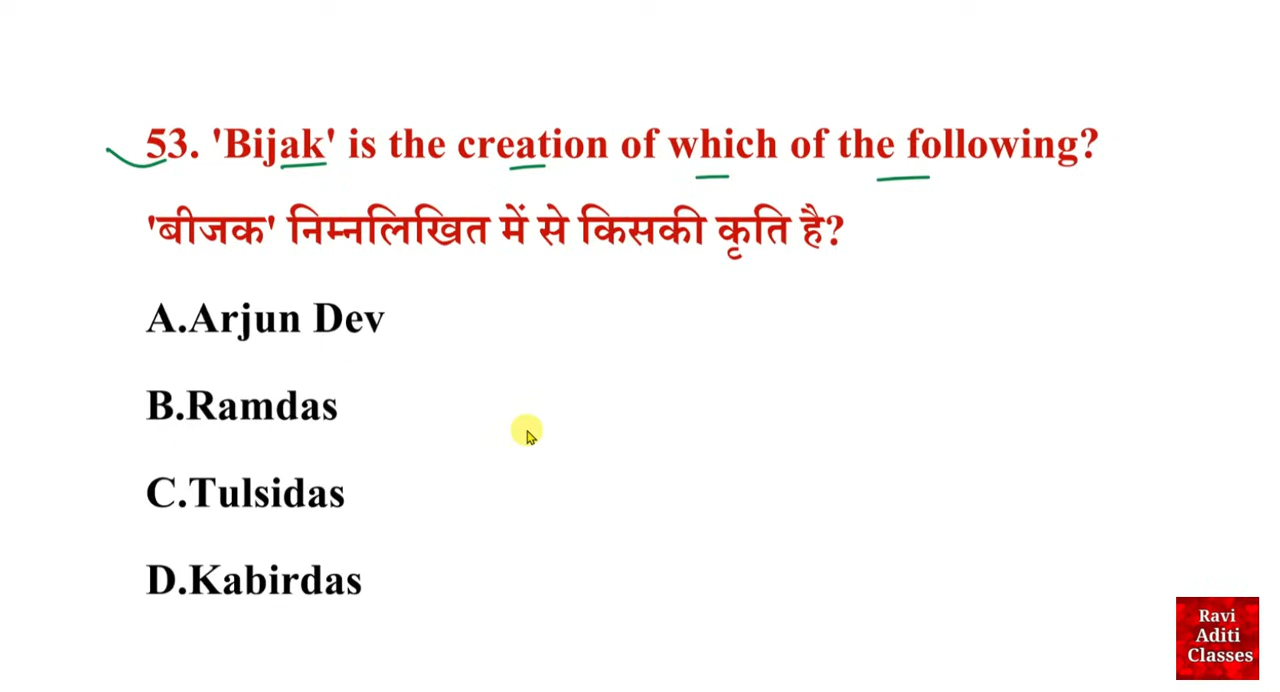 53. 'Bijak' is the creation of which of the following?
'बीजक' निम्नलिखित में से किसकी कृति है?
A.Arjun Dev
B.Ramdas
C.Tulsidas
D.Kabirdas
Ravi
Aditi
Classes